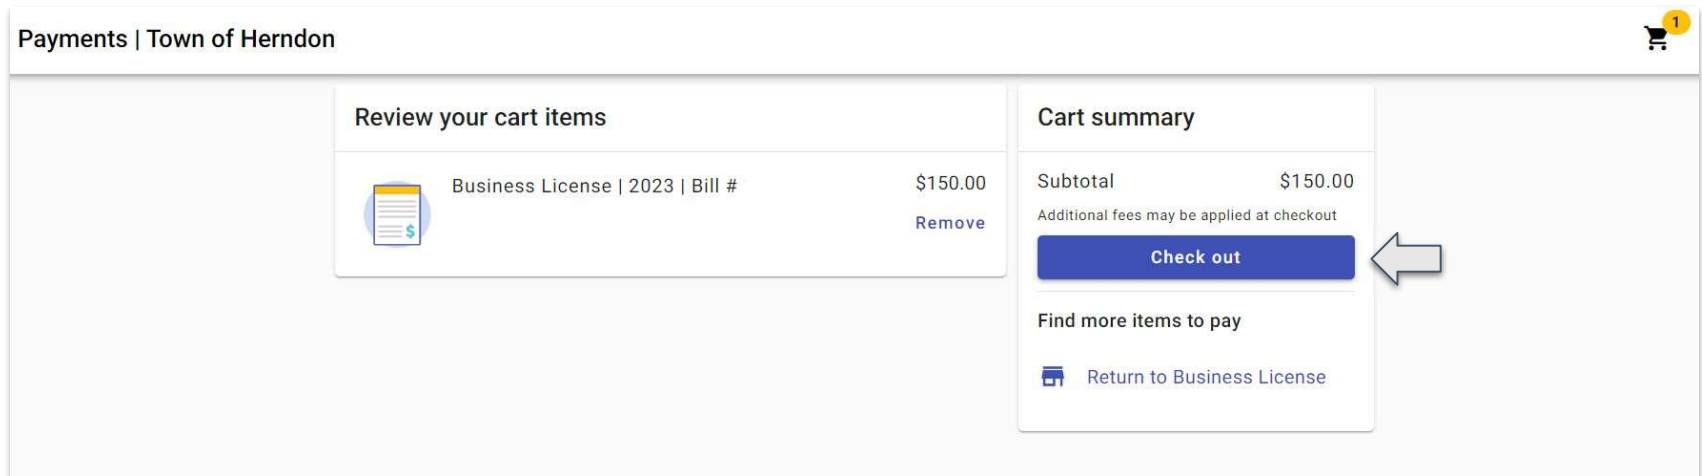 Payments | Town of Herndon
1
Review your cart items
Business License | 2023 | Bill #
$150.00
Remove
$
Cart summary
Subtotal $150.00
Additional fees may be applied at checkout
Check out
Find more items to pay
Return to Business License